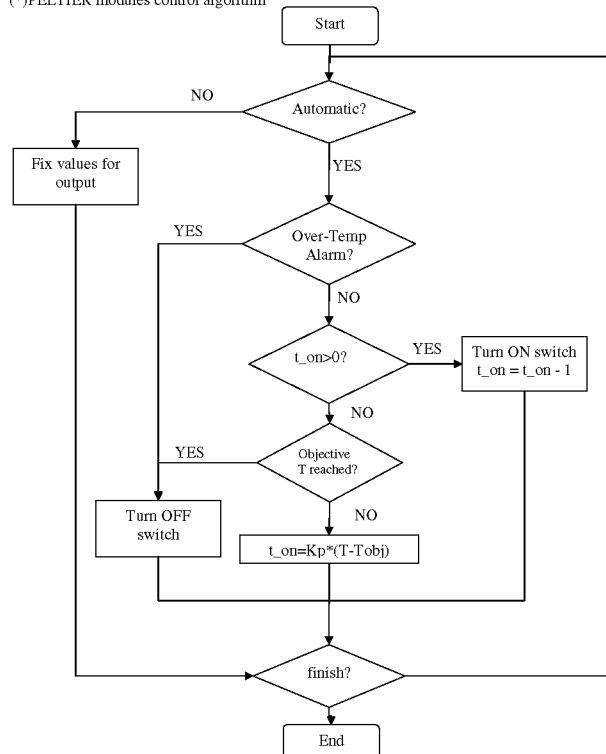 (*)PELTIER modules control algorithm
Start
Automatic?
NO
YES
Fix values for
output
Over-Temp
Alarm?
YES
NO
t_on>0?
YES
Turn ON switch
t_on = t_on - 1
NO
Objective
T reached?
YES
NO
Turn OFF
switch
t_on=Kp*(T-Tobj)
finish?
End